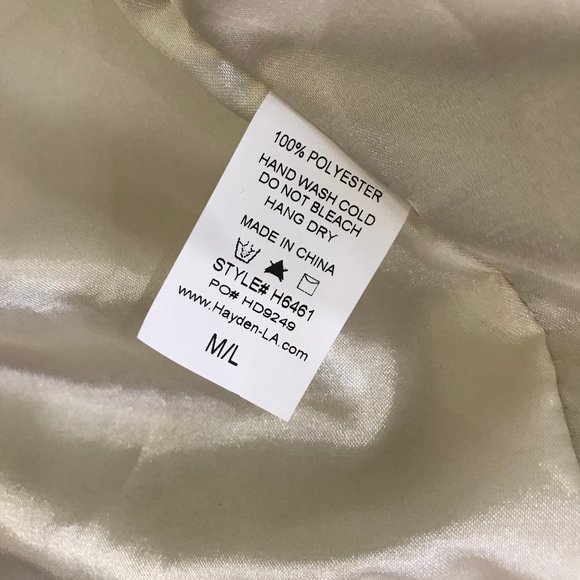 100% POLYESTER
HAND WASH COLD
DO NOT BLEACH
HANG DRY
MADE IN CHINA
STYLE# H6461
PO# HD9249
www.Hayden-LA.com
M/L